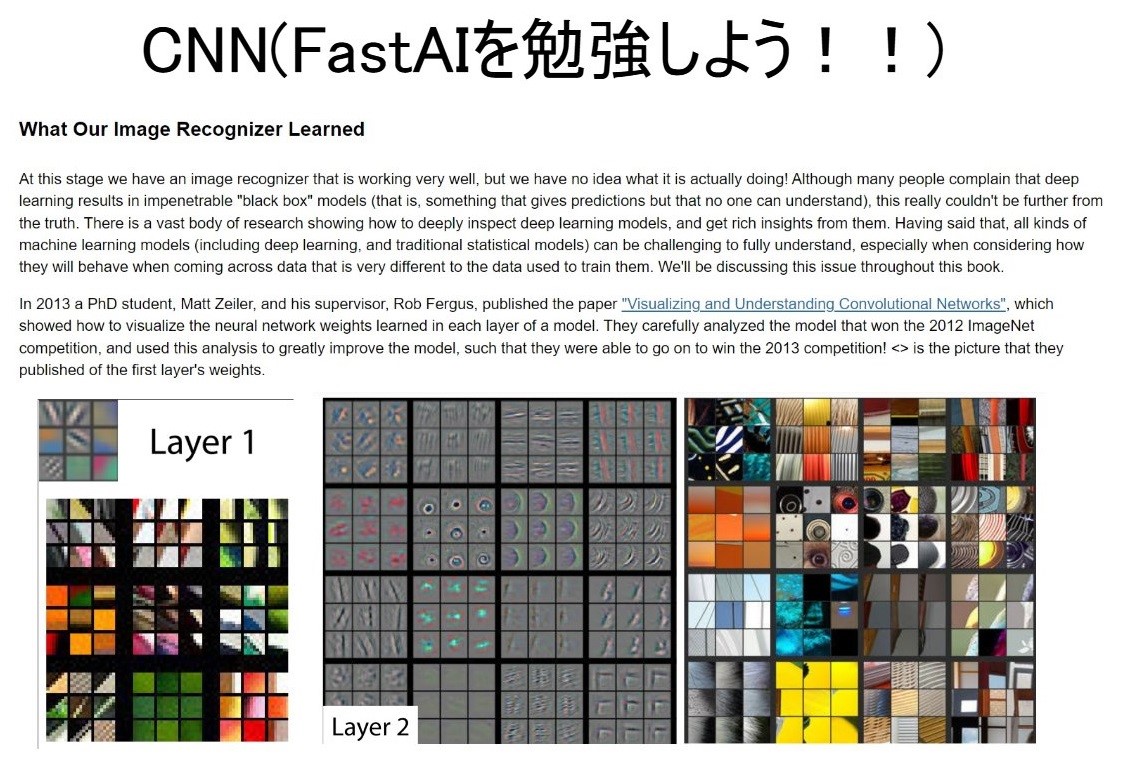 CNN(FastAIを勉強しよう！！)
What Our Image Recognizer Learned
At this stage we have an image recognizer that is working very well, but we have no idea what it is actually doing! Although many people complain that deep
learning results in impenetrable "black box" models (that is, something that gives predictions but that no one can understand), this really couldn't be further from
the truth. There is a vast body of research showing how to deeply inspect deep learning models, and get rich insights from them. Having said that, all kinds of
machine learning models (including deep learning, and traditional statistical models) can be challenging to fully understand, especially when considering how
they will behave when coming across data that is very different to the data used to train them. We'll be discussing this issue throughout this book.
In 2013 a PhD student, Matt Zeiler, and his supervisor, Rob Fergus, published the paper "Visualizing and Understanding Convolutional Networks", which
showed how to visualize the neural network weights learned in each layer of a model. They carefully analyzed the model that won the 2012 ImageNet
competition, and used this analysis to greatly improve the model, such that they were able to go on to win the 2013 competition! <> is the picture that they
published of the first layer's weights.
Layer 1
Layer 2